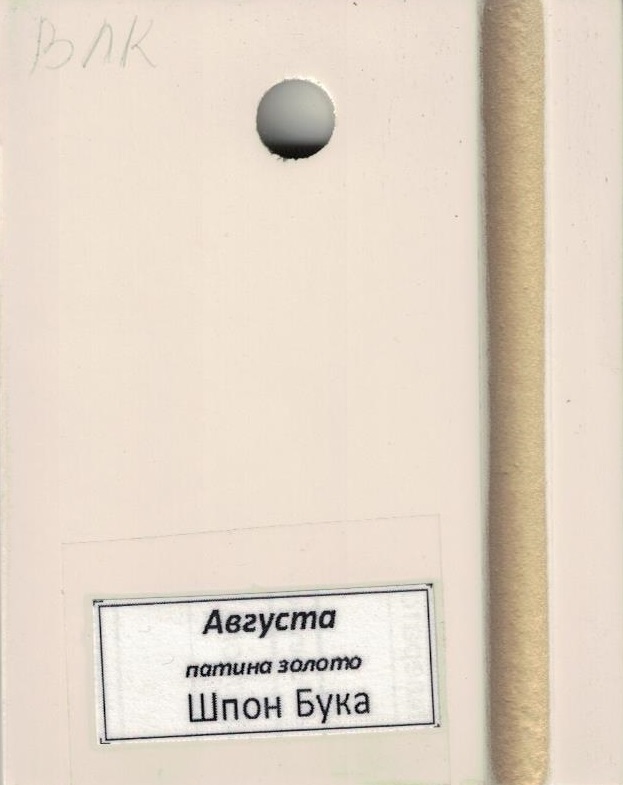 ВЛК
Августа
патина золото
Шпон Бука